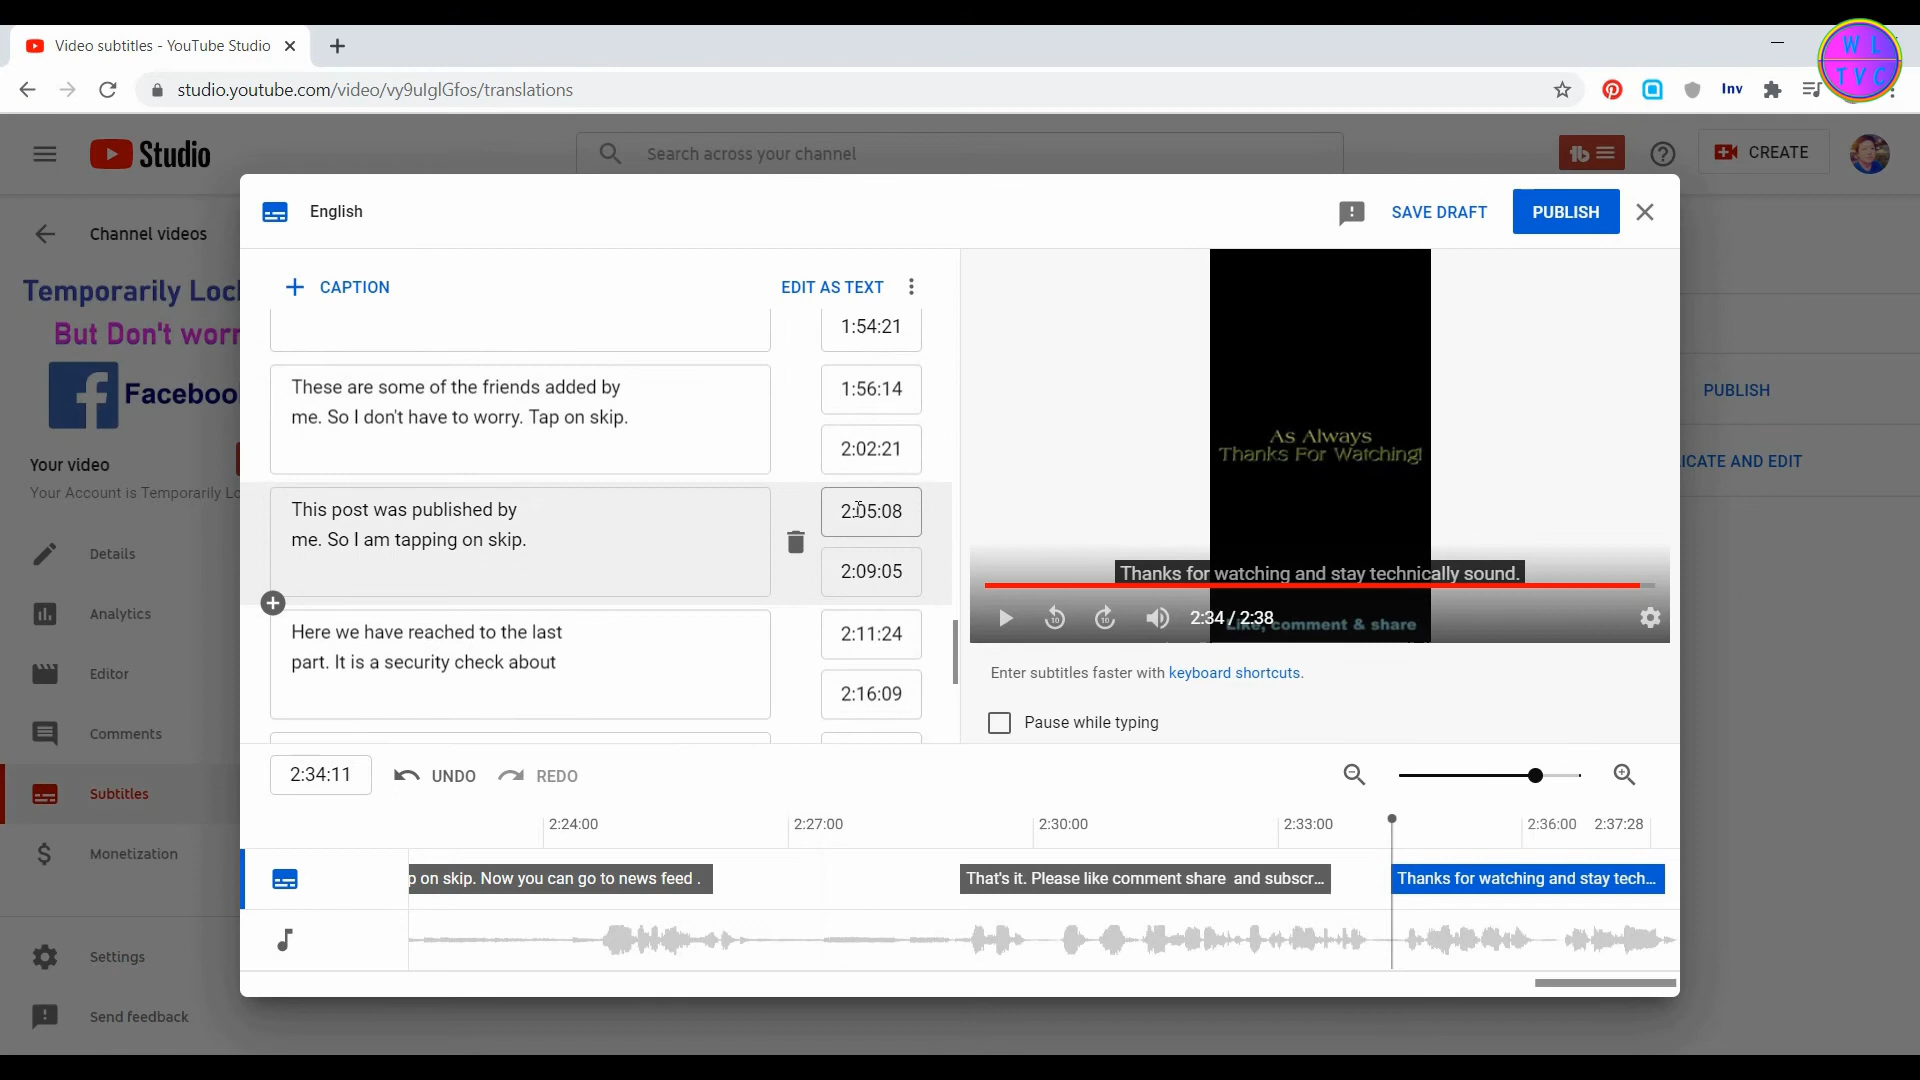 Video subtitles - YouTube Studio
W L
T V C
studio.youtube.com/video/vy9ulglGfos/translations
Inv
Studio
Search across your channel
CREATE
English
SAVE DRAFT
PUBLISH
Channel videos
Temporarily Loc
But Don't worr
Faceboo
Your video
Your Account is Temporarily Lo
Details
Analytics
Editor
Comments
Subtitles
Monetization
Settings
Send feedback
CAPTION
EDIT AS TEXT
1:54:21
These are some of the friends added by
me. So I don't have to worry. Tap on skip.
1:56:14
2:02:21
This post was published by
me. So I am tapping on skip.
2:05:08
2:09:05
Here we have reached to the last
part. It is a security check about
2:11:24
2:16:09
As Always
Thanks For Watching!
Thanks for watching and stay technically sound.
10
10
2:34 / 2:38
Like, comment & share
Enter subtitles faster with keyboard shortcuts.
Pause while typing
PUBLISH
ICATE AND EDIT
2:34:11
UNDO
REDO
2:24:00
2:27:00
2:30:00
2:33:00
2:36:00
2:37:28
p on skip. Now you can go to news feed .
That's it. Please like comment share and subscr...
Thanks for watching and stay tech...